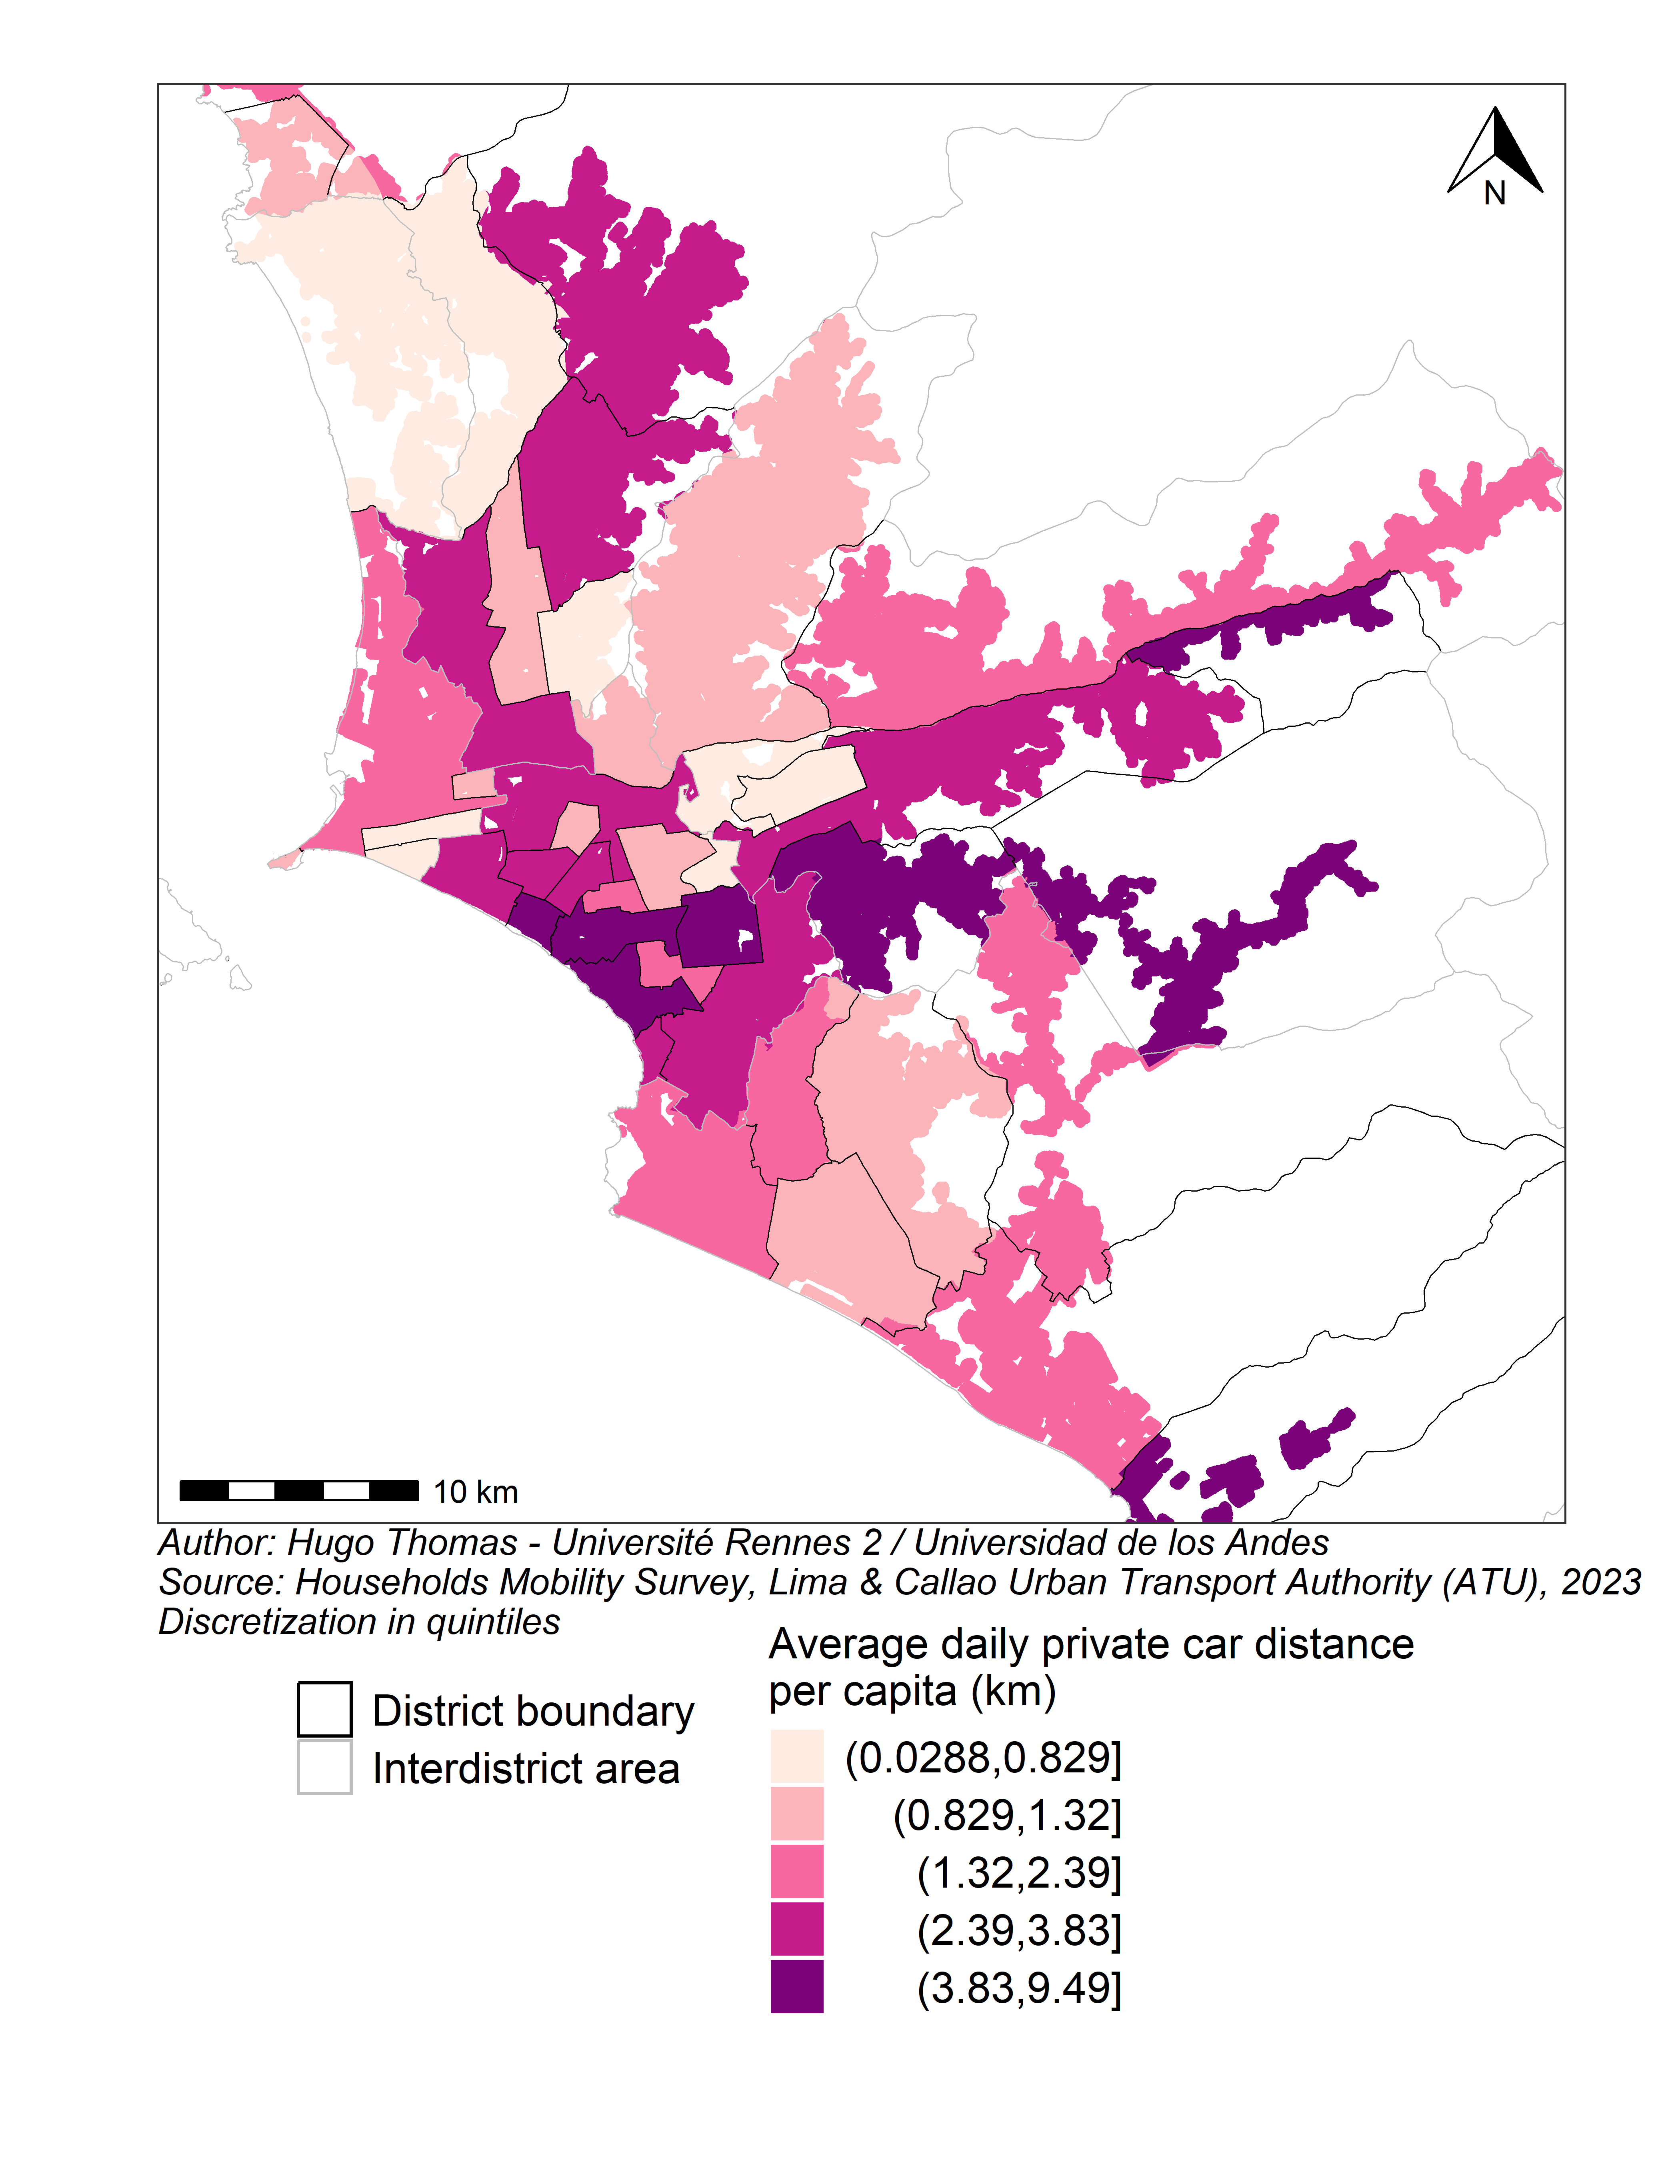 N
10 km
Author: Hugo Thomas - Université Rennes 2 / Universidad de los Andes
Source: Households Mobility Survey, Lima & Callao Urban Transport Authority (ATU), 2023
Discretization in quintiles
Average daily private car distance
per capita (km)
District boundary
Interdistrict area
(0.0288,0.829]
(0.829,1.32]
(1.32,2.39]
(2.39,3.83]
(3.83,9.49]